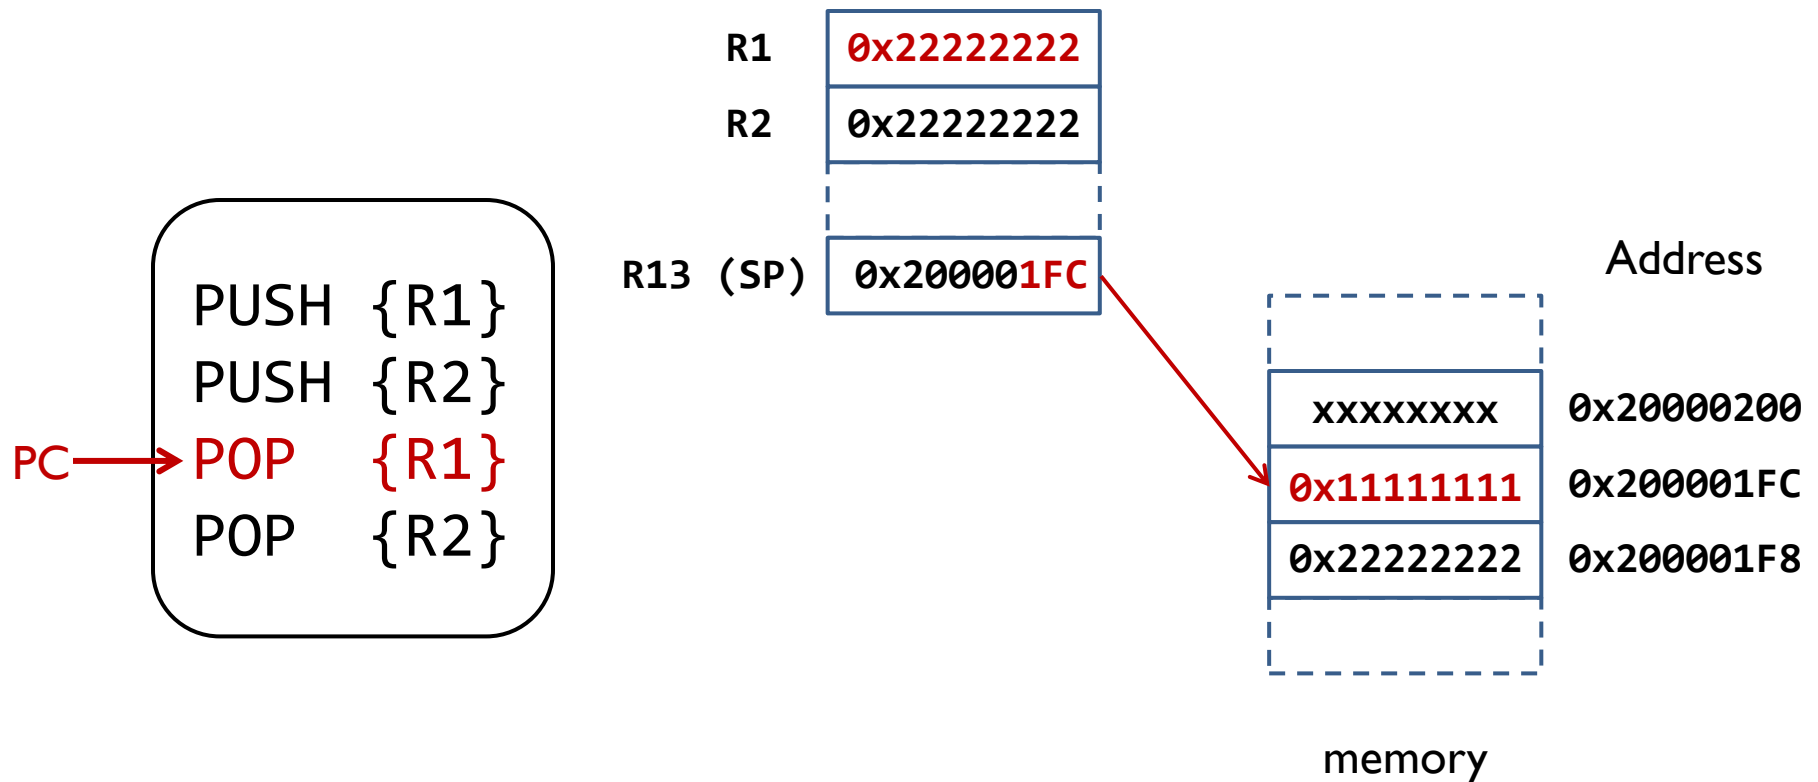 R1 0x22222222
R2 0x22222222
R13 (SP) 0x200001FC
PUSH {R1}
PUSH {R2}
PC POP {R1}
POP {R2}
Address
xxxxxxxx 0x20000200
0x11111111 0x200001FC
0x22222222 0x200001F8
memory